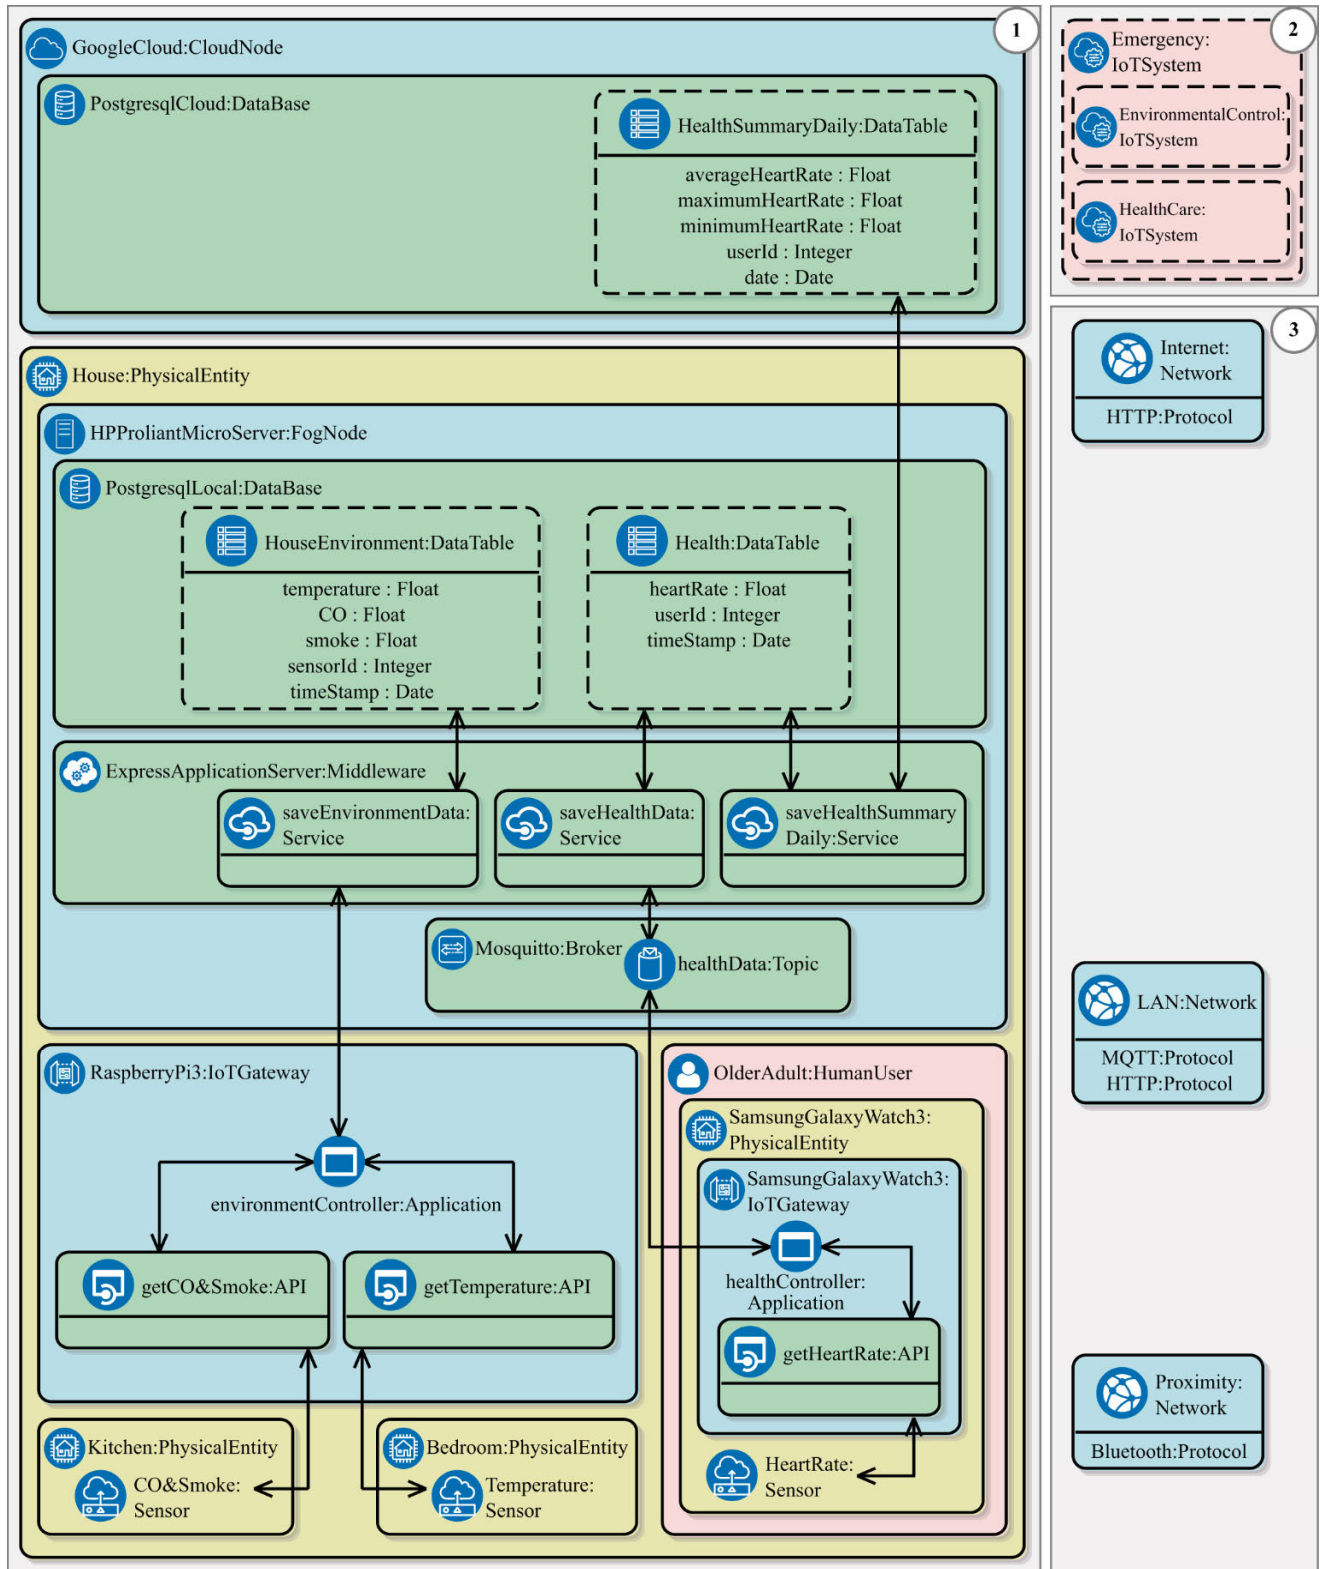 1
GoogleCloud:CloudNode
PostgresqlCloud:DataBase
HealthSummaryDaily:DataTable
averageHeartRate : Float
maximumHeartRate : Float
minimumHeartRate : Float
userId : Integer
date : Date
House:PhysicalEntity
HPProliantMicroServer:FogNode
PostgresqlLocal:DataBase
HouseEnvironment:DataTable
temperature : Float
CO : Float
smoke : Float
sensorId : Integer
timeStamp : Date
Health:DataTable
heartRate : Float
userId : Integer
timeStamp : Date
ExpressApplicationServer:Middleware
saveEnvironmentData:
Service
saveHealthData:
Service
saveHealthSummary
Daily:Service
Mosquitto:Broker
healthData:Topic
RaspberryPi3:IoTGateway
environmentController:Application
getCO&Smoke:API
getTemperature:API
OlderAdult:HumanUser
SamsungGalaxyWatch3:
PhysicalEntity
SamsungGalaxyWatch3:
IoTGateway
healthController:
Application
getHeartRate:API
HeartRate:
Sensor
Kitchen:PhysicalEntity
CO&Smoke:
Sensor
Bedroom:PhysicalEntity
Temperature:
Sensor
2
Emergency:
IoTSystem
EnvironmentalControl:
IoTSystem
HealthCare:
IoTSystem
3
Internet:
Network
HTTP:Protocol
LAN:Network
MQTT:Protocol
HTTP:Protocol
Proximity:
Network
Bluetooth:Protocol